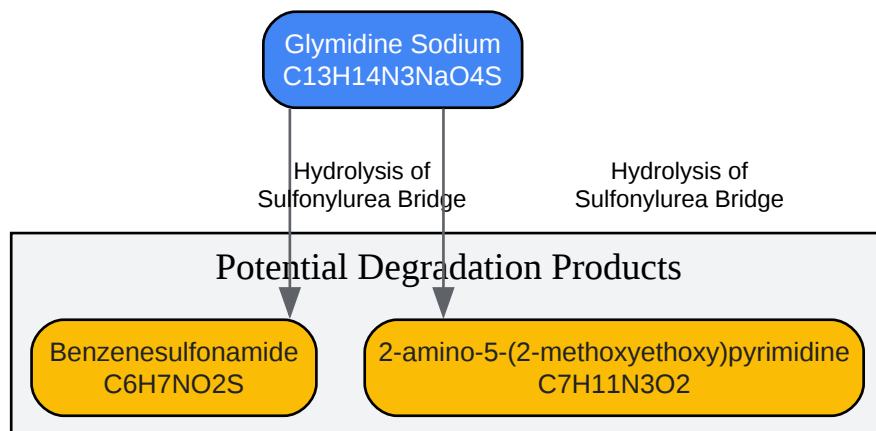 Glymidine Sodium
C13H14N3NaO4S
Hydrolysis of
Sulfonylurea Bridge
Hydrolysis of
Sulfonylurea Bridge
Potential Degradation Products
Benzenesulfonamide
C6H7NO2S
2-amino-5-(2-methoxyethoxy)pyrimidine
C7H11N3O2